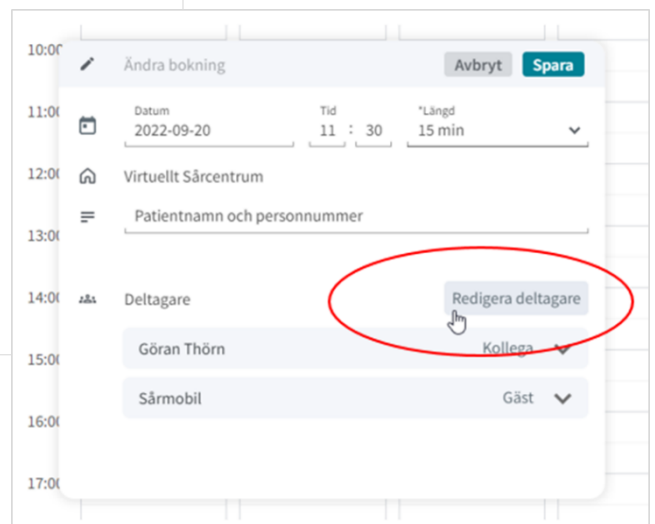 10:00
Ändra bokning
Avbryt
Spara
11:00
Datum
Tid
*Längd
2022-09-20
11 : 30
15 min
12:00
Virtuellt Sårcentrum
Patientnamn och personnummer
13:00
14:00
Deltagare
Redigera deltagare
Göran Thörn
Kollega
15:00
Sårmobil
Gäst
16:00
17:00